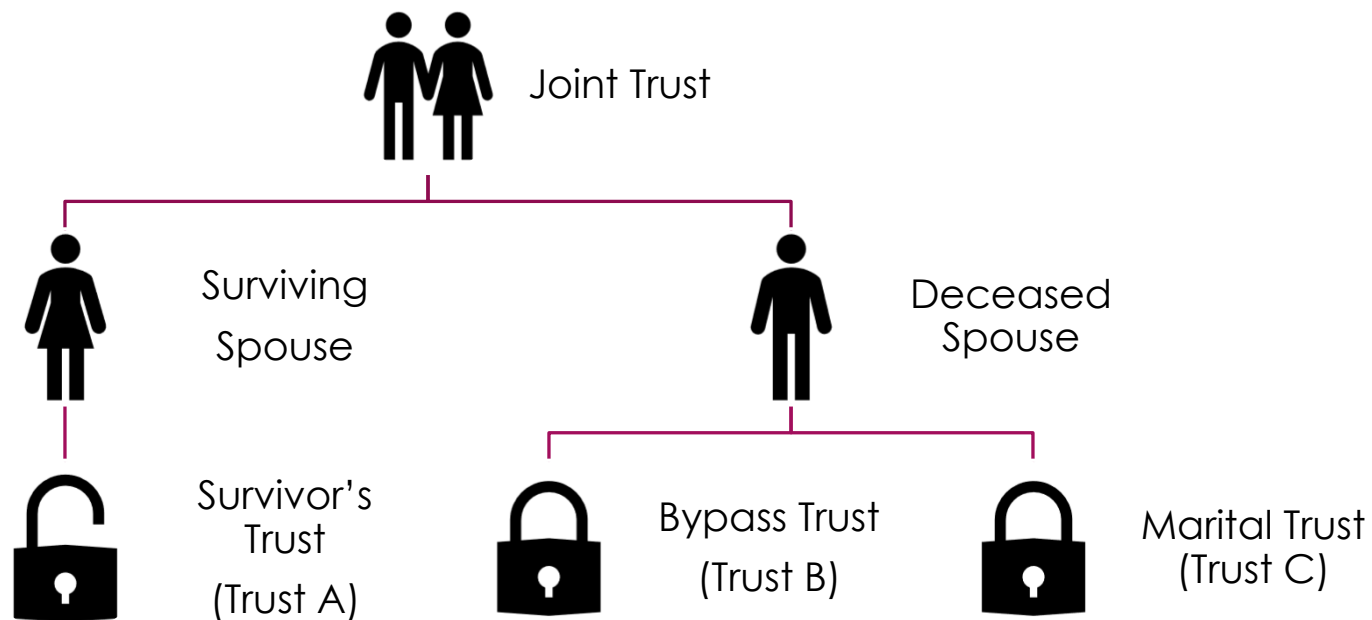 Joint Trust
Surviving
Spouse
Deceased
Spouse
Survivor’s
Trust
(Trust A)
Bypass Trust
(Trust B)
Marital Trust
(Trust C)